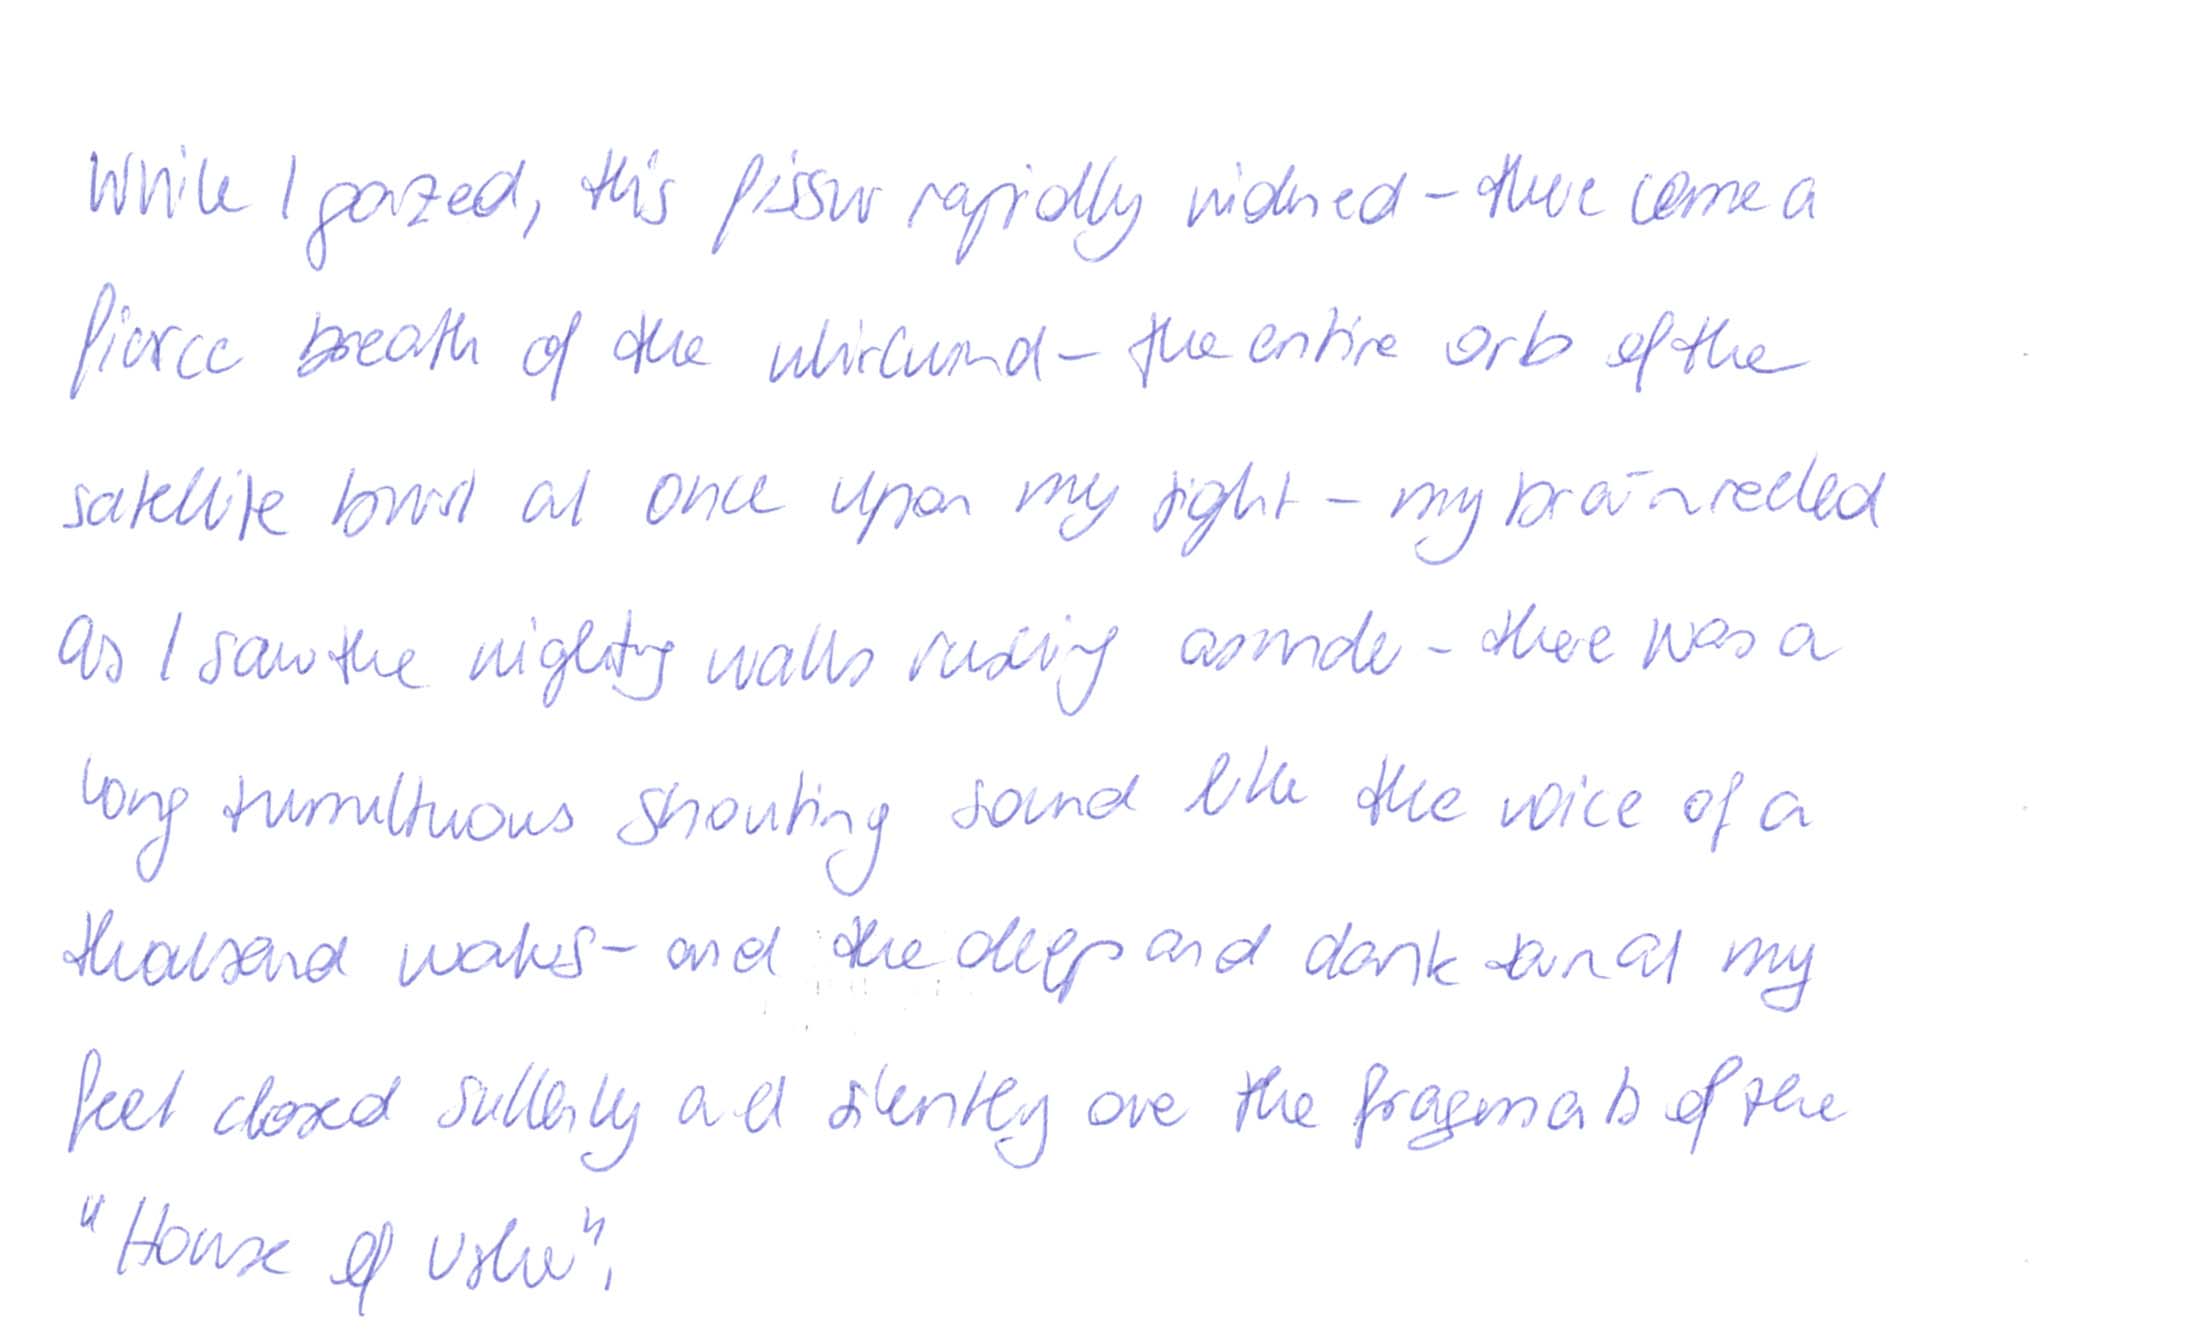 While I gazed, this fissur rapidly widned - there came a
fierce breath of the whirlwind - the entire orb of the
satellite burst at once upon my sight - my brain reeled
as I saw the mighty walls rushing asunder - there was a
long tumultuous shouting sound like the voice of a
thousand waters - and the deep and dank tarn at my
feet closed sullenly and silently over the fragments of the
"House of Usher".